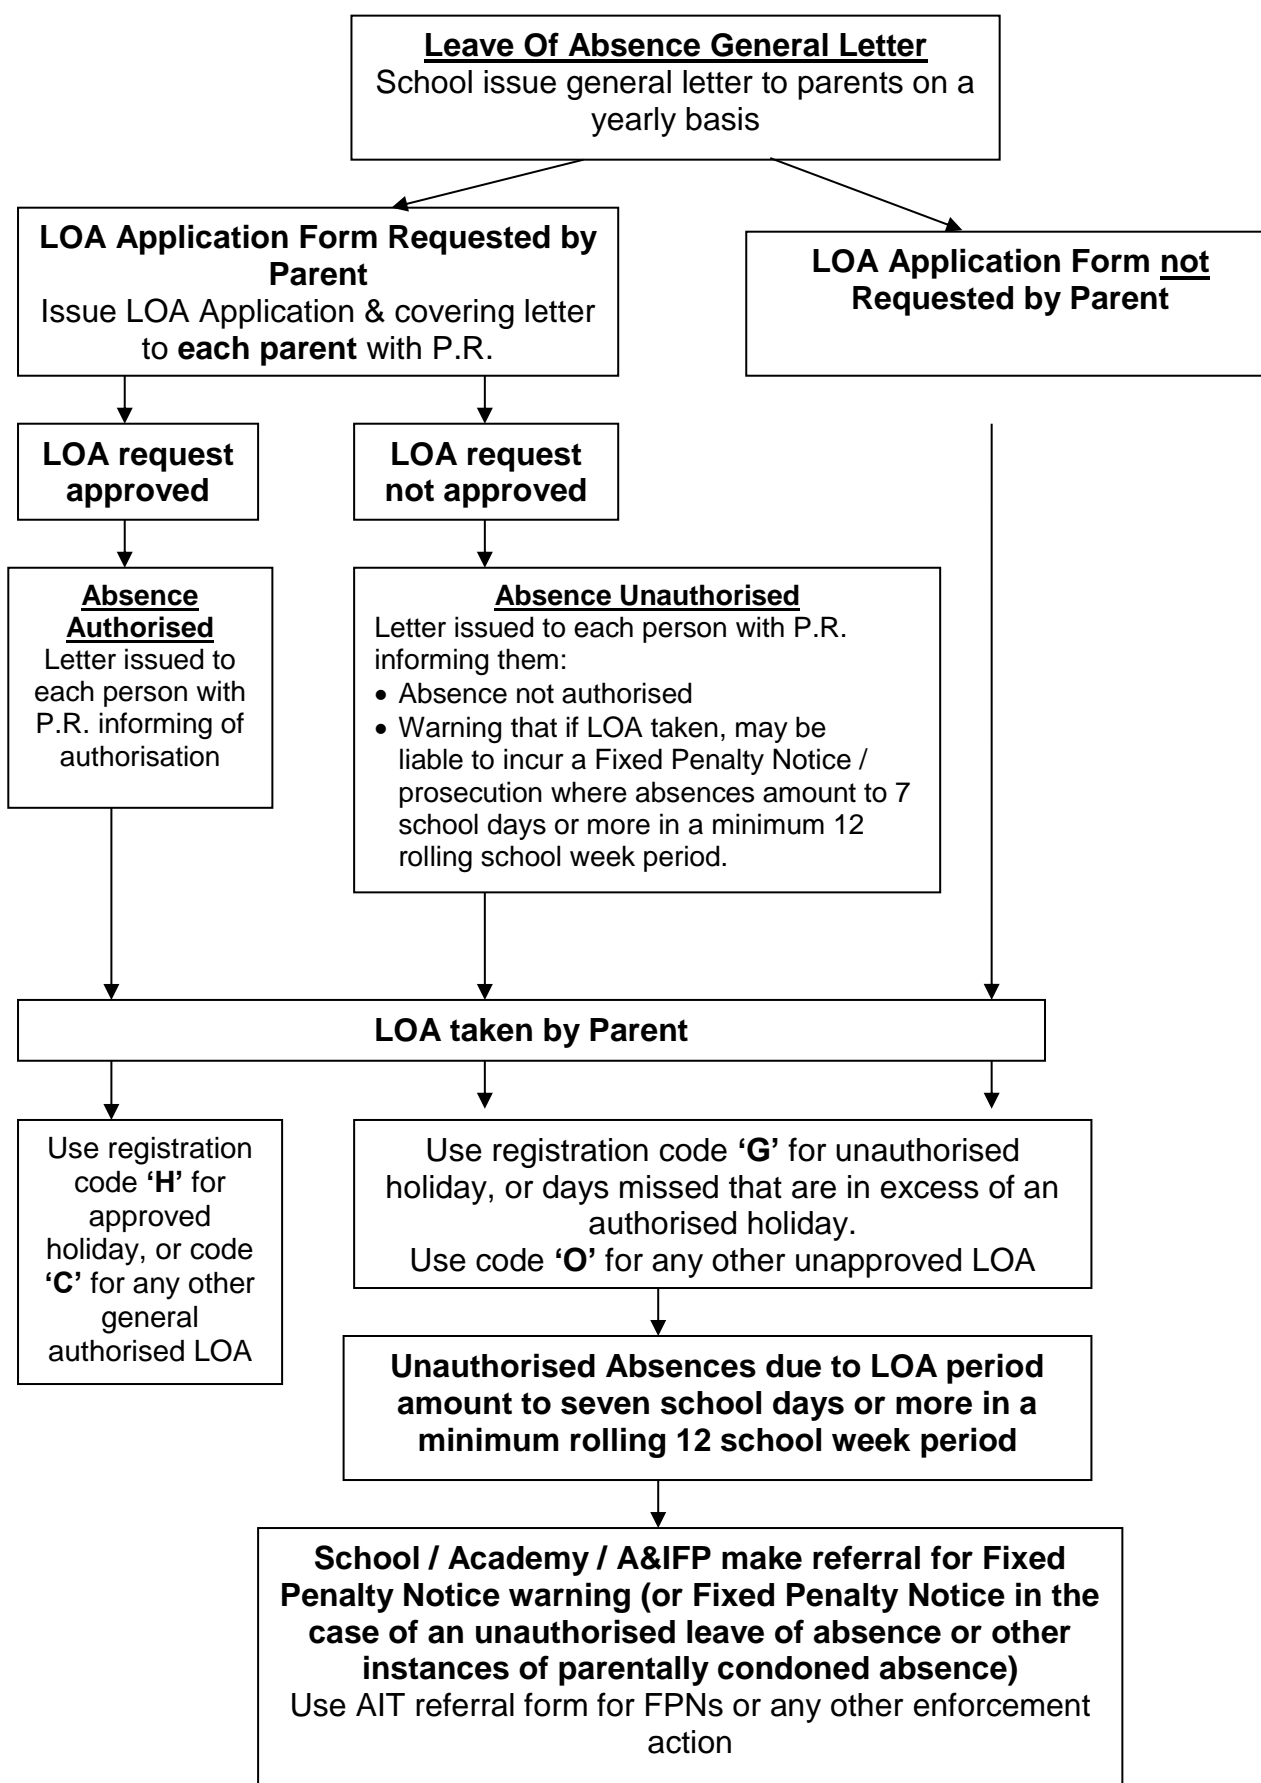 Leave Of Absence General Letter
School issue general letter to parents on a
yearly basis
LOA Application Form Requested by
Parent
Issue LOA Application & covering letter
to each parent with P.R.
LOA Application Form not
Requested by Parent
LOA request
approved
LOA request
not approved
Absence
Authorised
Letter issued to
each person with
P.R. informing of
authorisation
Absence Unauthorised
Letter issued to each person with P.R.
informing them:
• Absence not authorised
• Warning that if LOA taken, may be
liable to incur a Fixed Penalty Notice /
prosecution where absences amount to 7
school days or more in a minimum 12
rolling school week period.
LOA taken by Parent
Use registration
code ‘H’ for
approved
holiday, or code
‘C’ for any other
general
authorised LOA
Use registration code ‘G’ for unauthorised
holiday, or days missed that are in excess of an
authorised holiday.
Use code ‘O’ for any other unapproved LOA
Unauthorised Absences due to LOA period
amount to seven school days or more in a
minimum rolling 12 school week period
School / Academy / A&IFP make referral for Fixed
Penalty Notice warning (or Fixed Penalty Notice in the
case of an unauthorised leave of absence or other
instances of parentally condoned absence)
Use AIT referral form for FPNs or any other enforcement
action